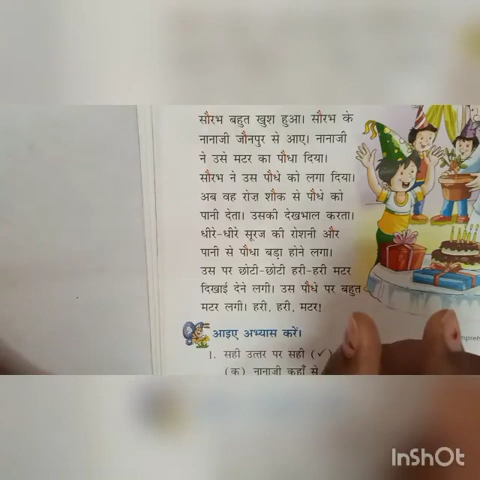 सौरभ बहुत खुश हुआ। सौरभ के
नानाजी जौनपुर से आए। नानाजी
ने उसे मटर का पौधा दिया।
सौरभ ने उस पौधे को लगा दिया।
अब वह रोज़ शौक से पौधे को
पानी देता। उसकी देखभाल करता।
धीरे-धीरे सूरज की रोशनी और
पानी से पौधा बड़ा होने लगा।
उस पर छोटी-छोटी हरी-हरी मटर
दिखाई देने लगी। उस पौधे पर बहुत
मटर लगी। हरी, हरी, मटर!
आइए अभ्यास करें।
1. सही उत्तर पर सही (✓)
(क) नानाजी कहाँ से
InShOt